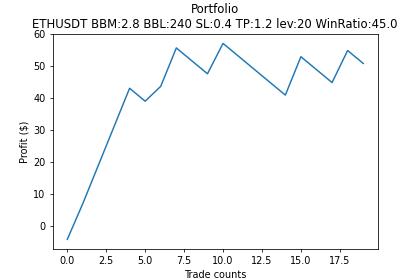 Portfolio
ETHUSDT BBM:2.8 BBL:240 SL:0.4 TP:1.2 lev:20 WinRatio:45.0
60
50
40
30
20
10
0
Profit ($)
0.0 2.5 5.0 7.5 10.0 12.5 15.0 17.5
Trade counts